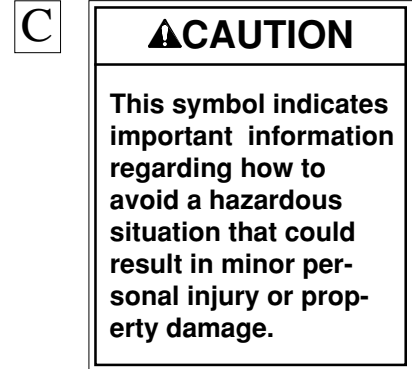 C
⚠CAUTION
This symbol indicates
important information
regarding how to
avoid a hazardous
situation that could
result in minor per-
sonal injury or prop-
erty damage.